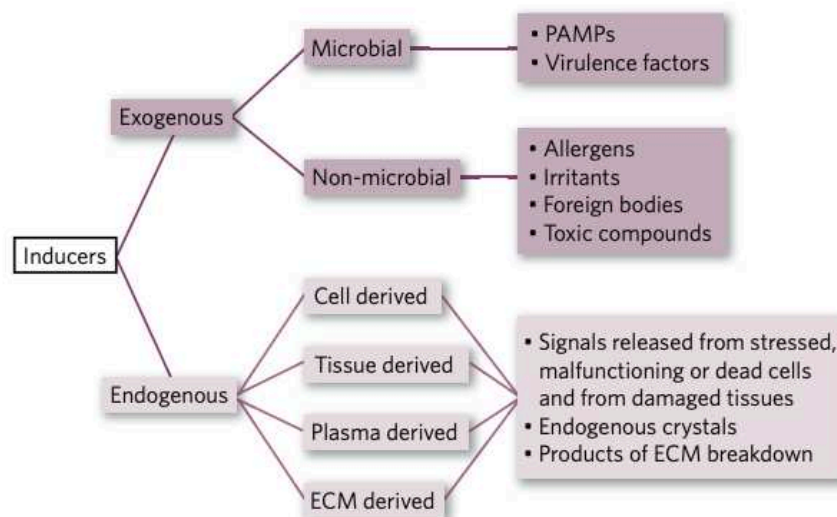 Inducers
Exogenous
Microbial
• PAMPs
• Virulence factors
Non-microbial
• Allergens
• Irritants
• Foreign bodies
• Toxic compounds
Endogenous
Cell derived
Tissue derived
Plasma derived
ECM derived
• Signals released from stressed,
malfunctioning or dead cells
and from damaged tissues
• Endogenous crystals
• Products of ECM breakdown